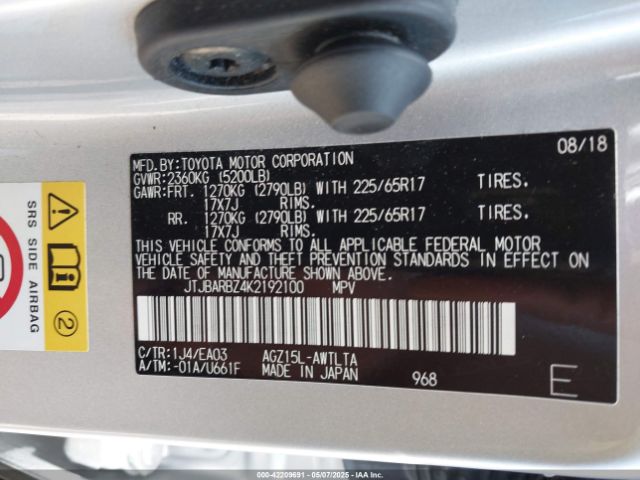 MFD.BY:TOYOTA MOTOR CORPORATION 08/18
GVWR:2360KG (5200LB)
GAWR:FRT. 1270KG (2790LB) WITH 225/65R17 TIRES.
17X7J RIMS.
RR. 1270KG (2790LB) WITH 225/65R17 TIRES.
17X7J RIMS.
THIS VEHICLE CONFORMS TO ALL APPLICABLE FEDERAL MOTOR
VEHICLE SAFETY AND THEFT PREVENTION STANDARDS IN EFFECT ON
THE DATE OF MANUFACTURE SHOWN ABOVE.
JTJBARBZ4K2192100 MPV
C/TR:1J4/EA03 AGZ15L-AWTLTA
A/TM:-01A/U661F MADE IN JAPAN 968 E
SRS SIDE AIRBAG
2
000-42209691 | 05/07/2025 | IAAI.COM